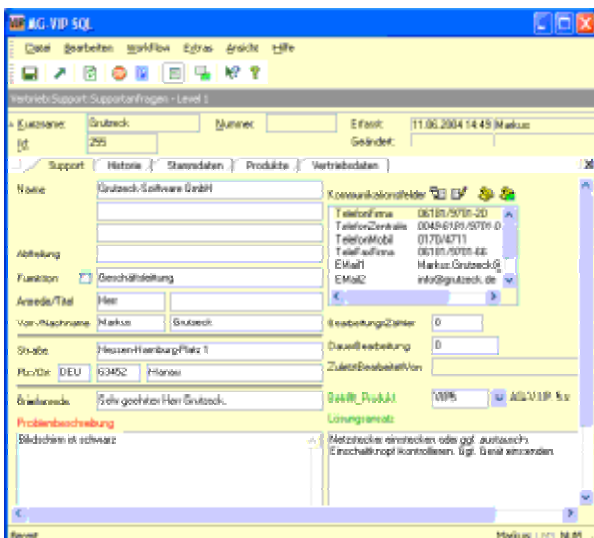 AG-VIP SQL
Datei Bearbeiten Workflow Extras Ansicht Hilfe
Vertrieb:Support:Supportanfragen - Level 1
Kurzname: Grutzeck Nummer: Erfasst: 11.06.2004 14:49 Markus
Id: 295 Geändert:
Support Historie Stammdaten Produkte Vertriebsdaten
Name Grutzeck-Software GmbH Kommunikationsfelder
TelefonFirma 06181/9701-20
TelefonZentrale 0049-6181/9701-0
TelefonMobil 0170/4711
TeleFaxFirma 06181/9701-66
Abteilung EMail1 Markus.Grutzeck@
Funktion Geschäftsleitung EMail2 info@grutzeck.de
Anrede/Titel Herr
Vor-/Nachname Markus Grutzeck BearbeitungsZähler 0
Straße Hessen-Homburg-Platz 1 DauerBearbeitung 0
Plz/Ort DEU 63452 Hanau ZuletztBearbeitetVon
Briefanrede Sehr geehrter Herr Grutzeck, Betrifft_Produkt VIP5 AG-VIP 5.x
Problembeschreibung Lösungsansatz
Bildschirm ist schwarz Netzstecker einstecken oder ggf. austausch.
Einschaltknopf kontrollieren. Ggf. Gerät einsenden
Bereit Markus NUM